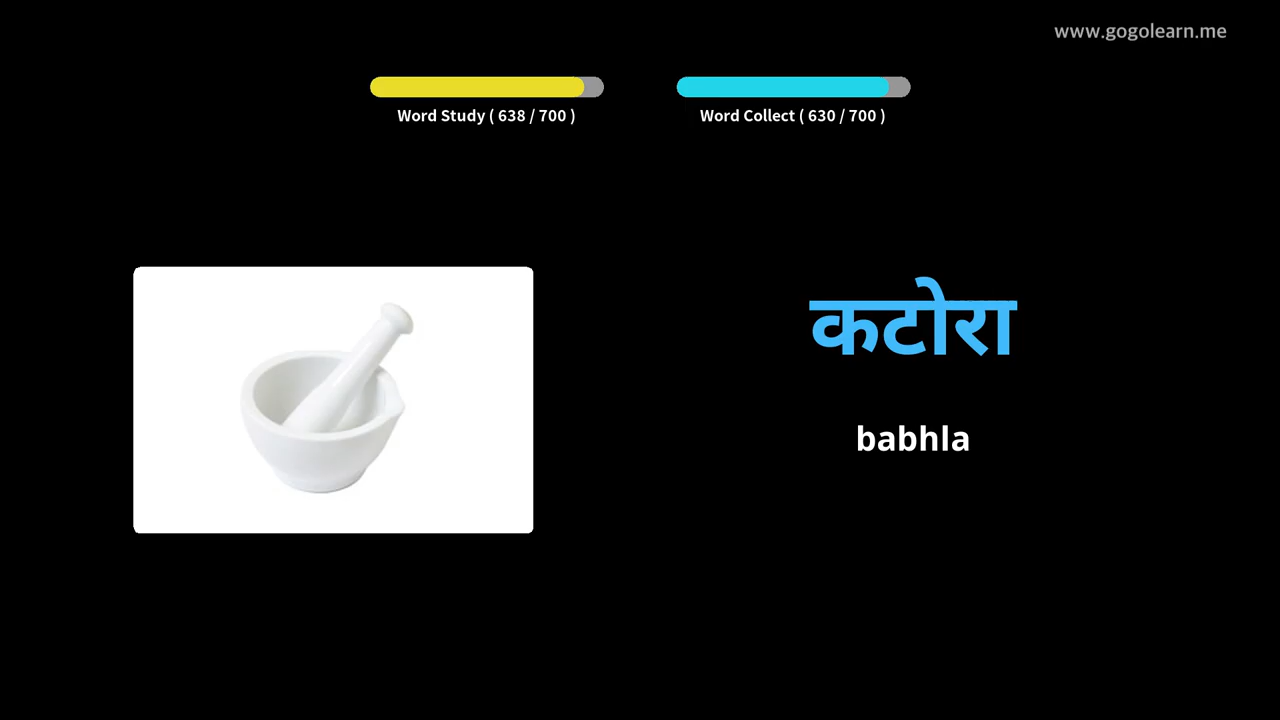 www.gogolearn.me
Word Study ( 638 / 700 )
Word Collect ( 630 / 700 )
कटोरा
babhla